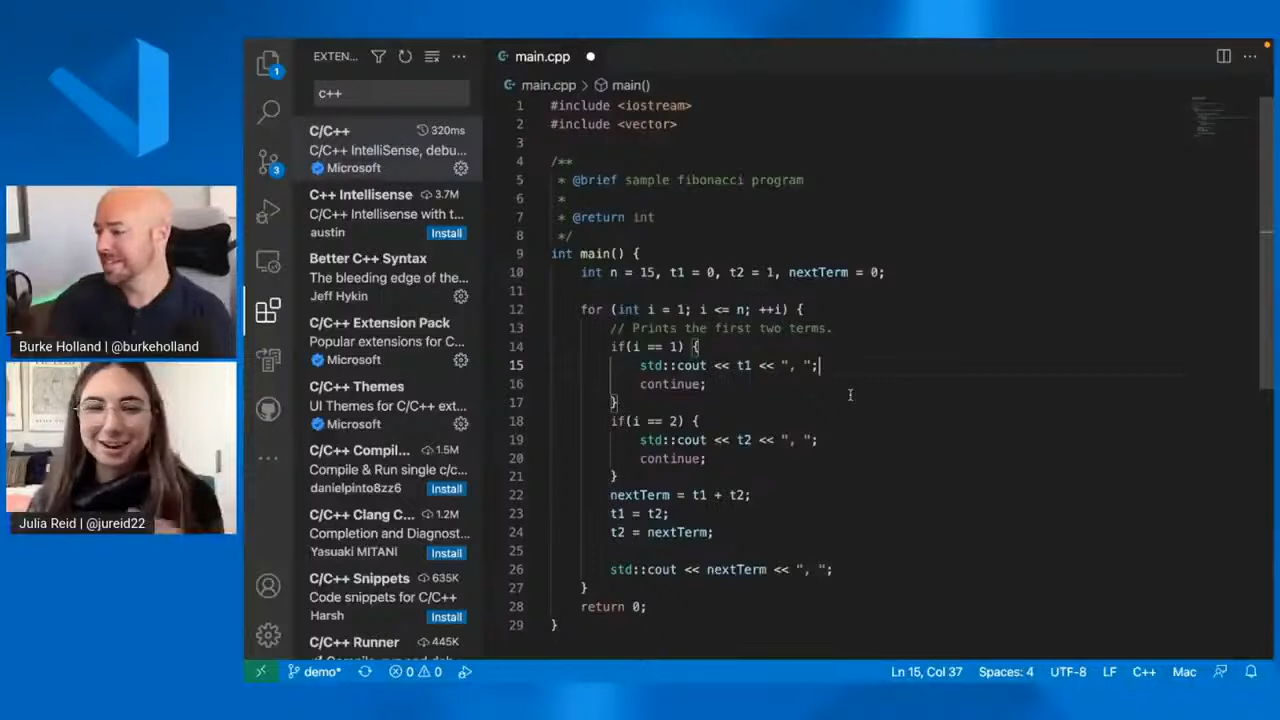 Burke Holland | @burkeholland
Julia Reid | @jureid22
1
3
EXTEN...
c++
C/C++ 320ms
C/C++ IntelliSense, debu...
Microsoft
C++ Intellisense 3.7M
C/C++ Intellisense with t...
austin Install
Better C++ Syntax
The bleeding edge of the...
Jeff Hykin
C/C++ Extension Pack
Popular extensions for C...
Microsoft
C/C++ Themes
UI Themes for C/C++ ext...
Microsoft
C/C++ Compil... 1.5M
Compile & Run single c/c...
danielpinto8zz6 Install
C/C++ Clang C... 1.2M
Completion and Diagnost...
Yasuaki MITANI Install
C/C++ Snippets 635K
Code snippets for C/C++
Harsh Install
C/C++ Runner 445K
main.cpp
main.cpp > main()
1 #include <iostream>
2 #include <vector>
3
4 /**
5 * @brief sample fibonacci program
6 *
7 * @return int
8 */
9 int main() {
10 int n = 15, t1 = 0, t2 = 1, nextTerm = 0;
11
12 for (int i = 1; i <= n; ++i) {
13 // Prints the first two terms.
14 if(i == 1) {
15 std::cout << t1 << ", ";
16 continue;
17 }
18 if(i == 2) {
19 std::cout << t2 << ", ";
20 continue;
21 }
22 nextTerm = t1 + t2;
23 t1 = t2;
24 t2 = nextTerm;
25
26 std::cout << nextTerm << ", ";
27 }
28 return 0;
29 }
demo* 0 0 Ln 15, Col 37 Spaces: 4 UTF-8 LF C++ Mac